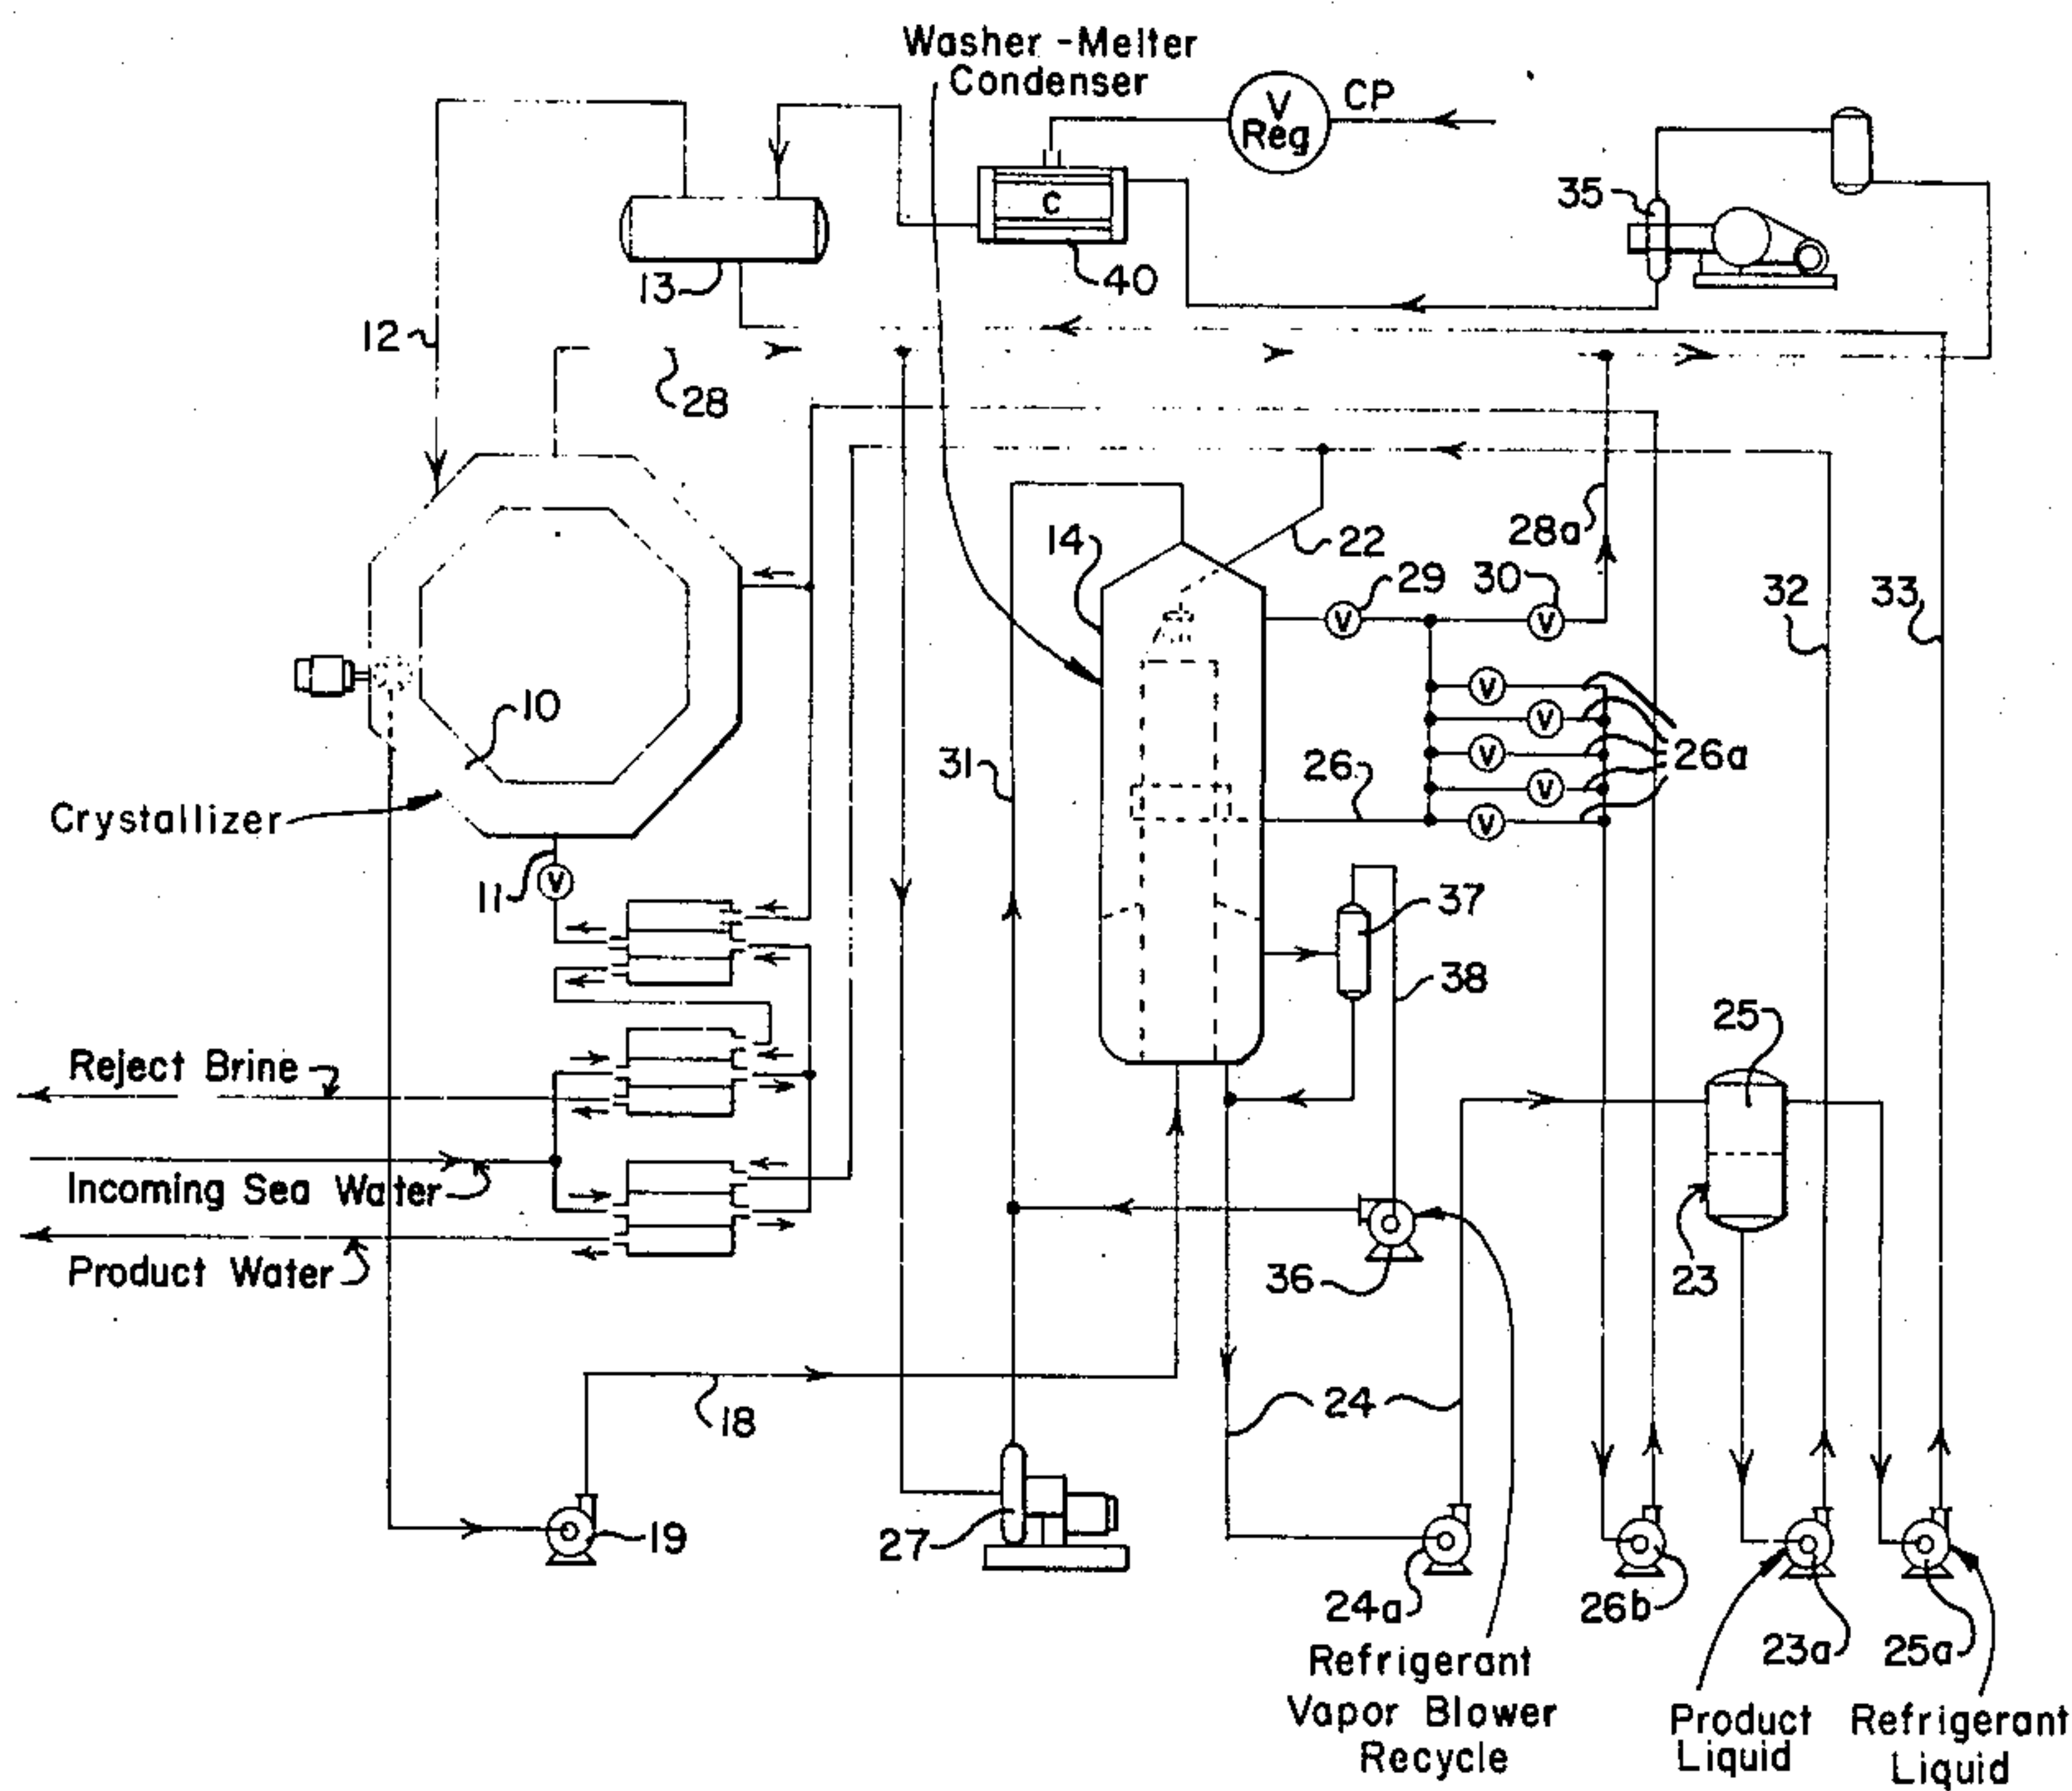 Washer-Melter
Condenser
V
Reg
CP
C
35
13
40
12
28
14
22
28a
29
30
32
33
10
31
26
26a
V
V
V
V
V
V
V
Crystallizer
11
V
37
38
25
Reject Brine
Incoming Sea Water
Product Water
36
23
18
24
19
27
24a
26b
23a
25a
Refrigerant
Vapor Blower
Recycle
Product
Liquid
Refrigerant
Liquid